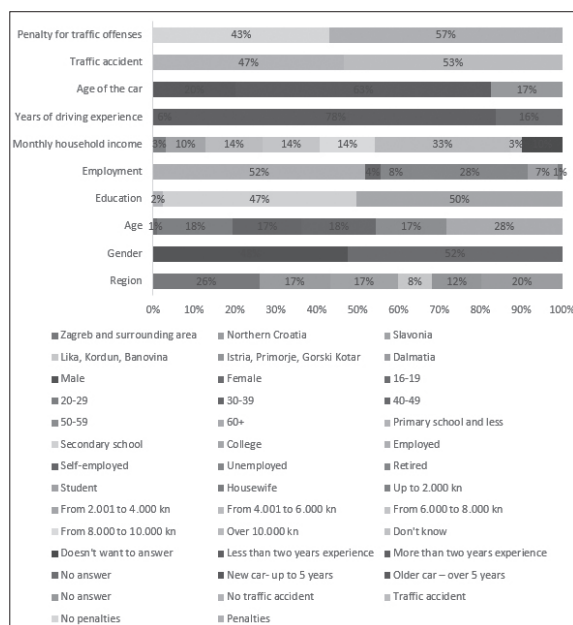 Penalty for traffic offenses 43% 57%
Traffic accident 47% 53%
Age of the car 20% 63% 17%
Years of driving experience 6% 78% 16%
Monthly household income 3% 10% 14% 14% 14% 33% 3%
Employment 52% 4% 8% 28% 7% 1%
Education 2% 47% 50%
Age 1% 18% 17% 18% 17% 28%
Gender 52%
Region 26% 17% 17% 8% 12% 20%
0% 10% 20% 30% 40% 50% 60% 70% 80% 90% 100%
Zagreb and surrounding area Northern Croatia Slavonia
Lika, Kordun, Banovina Istria, Primorje, Gorski Kotar Dalmatia
Male Female 16-19
20-29 30-39 40-49
50-59 60+ Primary school and less
Secondary school College Employed
Self-employed Unemployed Retired
Student Housewife Up to 2.000 kn
From 2.001 to 4.000 kn From 4.001 to 6.000 kn From 6.000 to 8.000 kn
From 8.000 to 10.000 kn Over 10.000 kn Don't know
Doesn't want to answer Less than two years experience More than two years experience
No answer New car- up to 5 years Older car – over 5 years
No answer No traffic accident Traffic accident
No penalties Penalties